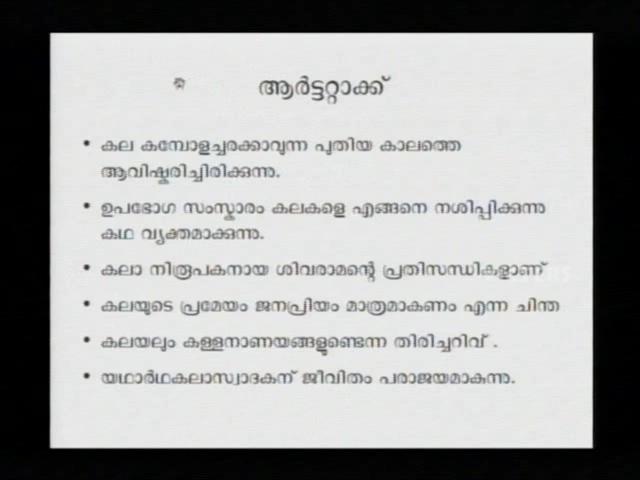 ആർട്ടറ്റാക്ക്
• കല കമ്പോളച്ചരക്കാവുന്ന പുതിയ കാലത്തെ
ആവിഷ്കരിച്ചിരിക്കുന്നു.
• ഉപഭോഗ സംസ്കാരം കലകളെ എങ്ങനെ നശിപ്പിക്കുന്നു
കഥ വ്യക്തമാക്കുന്നു.
• കലാ നിരൂപകനായ ശിവരാമന്റെ പ്രതിസന്ധികളാണ്
• കലയുടെ പ്രമേയം ജനപ്രിയം മാത്രമാകണം എന്ന ചിന്ത
• കലയലും കള്ളനാണയങ്ങളുണ്ടെന്ന തിരിച്ചറിവ് .
• യഥാർഥകലാസ്വാദകന് ജീവിതം പരാജയമാകുന്നു.